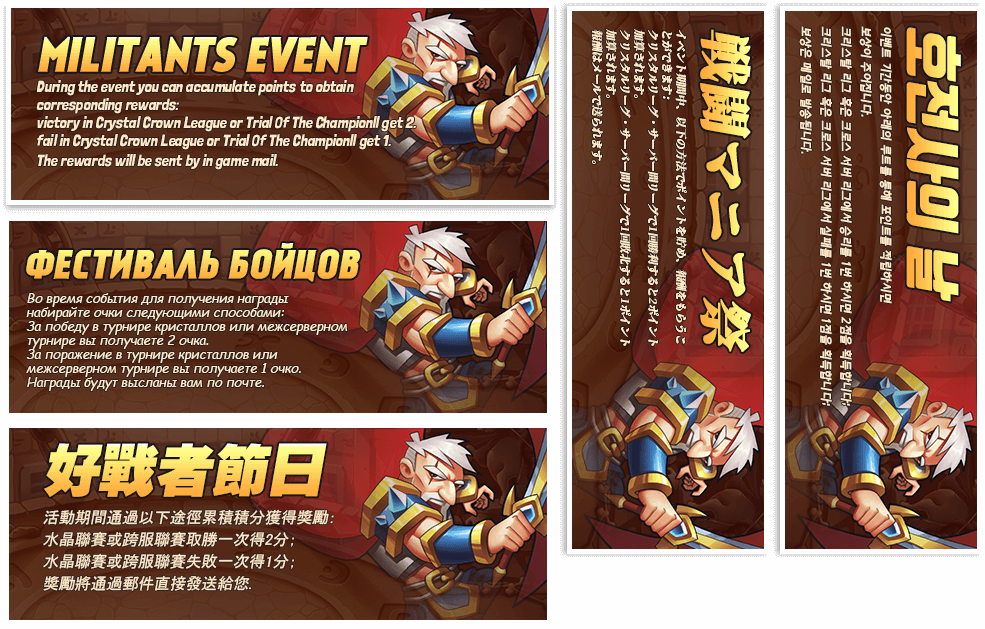 MILITANTS EVENT
During the event you can accumulate points to obtain
corresponding rewards:
victory in Crystal Crown League or Trial Of The ChampionII get 2.
fail in Crystal Crown League or Trial Of The ChampionII get 1.
The rewards will be sent by in game mail.
ФЕСТИВАЛЬ БОЙЦОВ
Во время события для получения награды
набирайте очки следующими способами:
За победу в турнире кристаллов или межсерверном
турнире вы получаете 2 очка.
За поражение в турнире кристаллов или
межсерверном турнире вы получаете 1 очко.
Награды будут высланы вам по почте.
好戰者節日
活動期間通過以下途徑累積積分獲得獎勵:
水晶聯賽或跨服聯賽取勝一次得2分;
水晶聯賽或跨服聯賽失敗一次得1分;
獎勵將通過郵件直接發送給您.
戦闘マニア祭
イベント期間中、以下の方法でポイントを貯め、報酬をもらうこ
とができます:
クリスタルリーグ・サーバー間リーグで1回勝利すると2ポイント
加算されます。
クリスタルリーグ・サーバー間リーグで1回敗北すると1ポイント
加算されます。
報酬はメールで送られます。
호전사의 날
이벤트 기간동안 아래의 루트를 통해 포인트를 적립하시면
보상이 주어집니다.
크리스탈 리그 혹은 크로스 서버 리그에서 승리를 1번 하시면 2점을 획득합니다;
크리스탈 리그 혹은 크로스 서버 리그에서 실패를 1번 하시면 1점을 획득합니다;
보상은 메일로 발송됩니다.